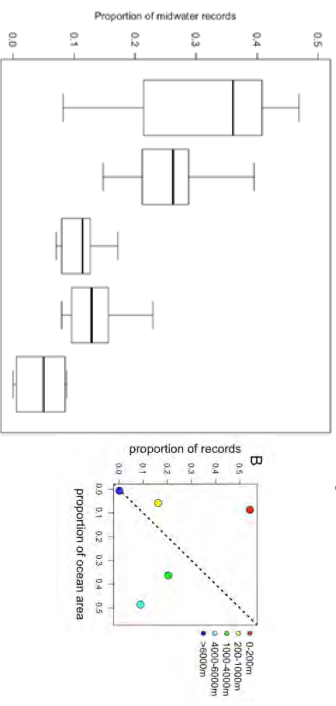 Proportion of midwater records
0.0 0.1 0.2 0.3 0.4 0.5
B
proportion of records
0.0 0.1 0.2 0.3 0.4 0.5
proportion of ocean area
0.0 0.1 0.2 0.3 0.4 0.5
0-200m
200-1000m
1000-4000m
4000-6000m
>6000m